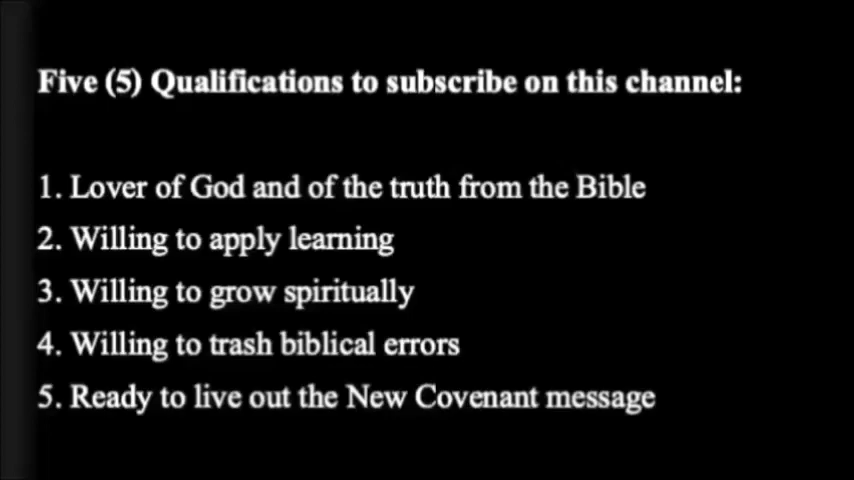 Five (5) Qualifications to subscribe on this channel:
1. Lover of God and of the truth from the Bible
2. Willing to apply learning
3. Willing to grow spiritually
4. Willing to trash biblical errors
5. Ready to live out the New Covenant message